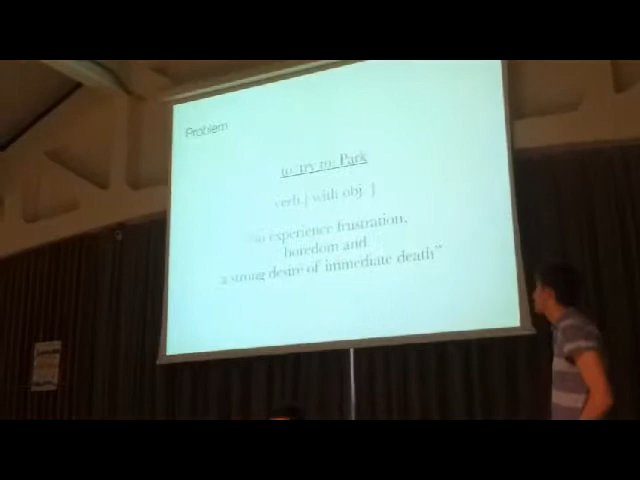 Problem
to try to Park
verb [ with obj. ]
to experience frustration,
boredom and
a strong desire of immediate death"